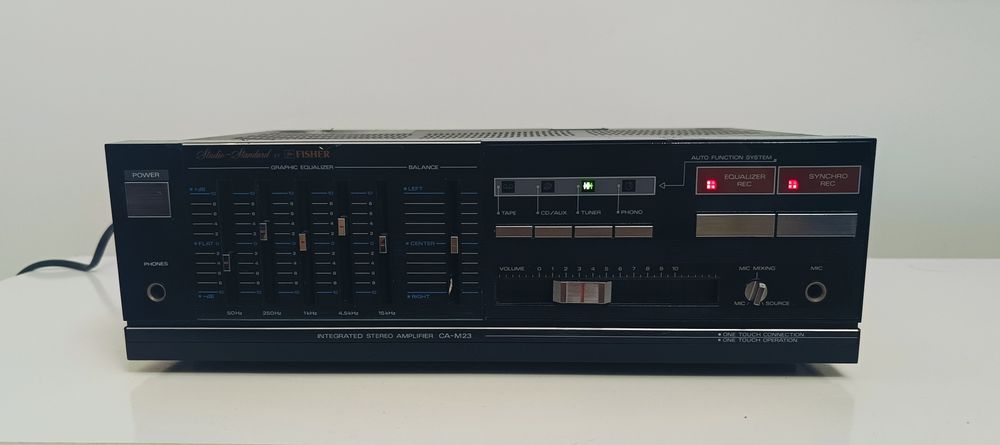 POWER
PHONES
Studio-Standard BY FISHER
GRAPHIC EQUALIZER
BALANCE
+dB
FLAT
-dB
50Hz 250Hz 1kHz 4.5kHz 15kHz
LEFT
CENTER
RIGHT
AUTO FUNCTION SYSTEM
EQUALIZER REC
SYNCHRO REC
TAPE CD/AUX TUNER PHONO
VOLUME 0 1 2 3 4 5 6 7 8 9 10
MIC MIXING
MIC SOURCE
MIC
INTEGRATED STEREO AMPLIFIER CA-M23
ONE TOUCH CONNECTION
ONE TOUCH OPERATION